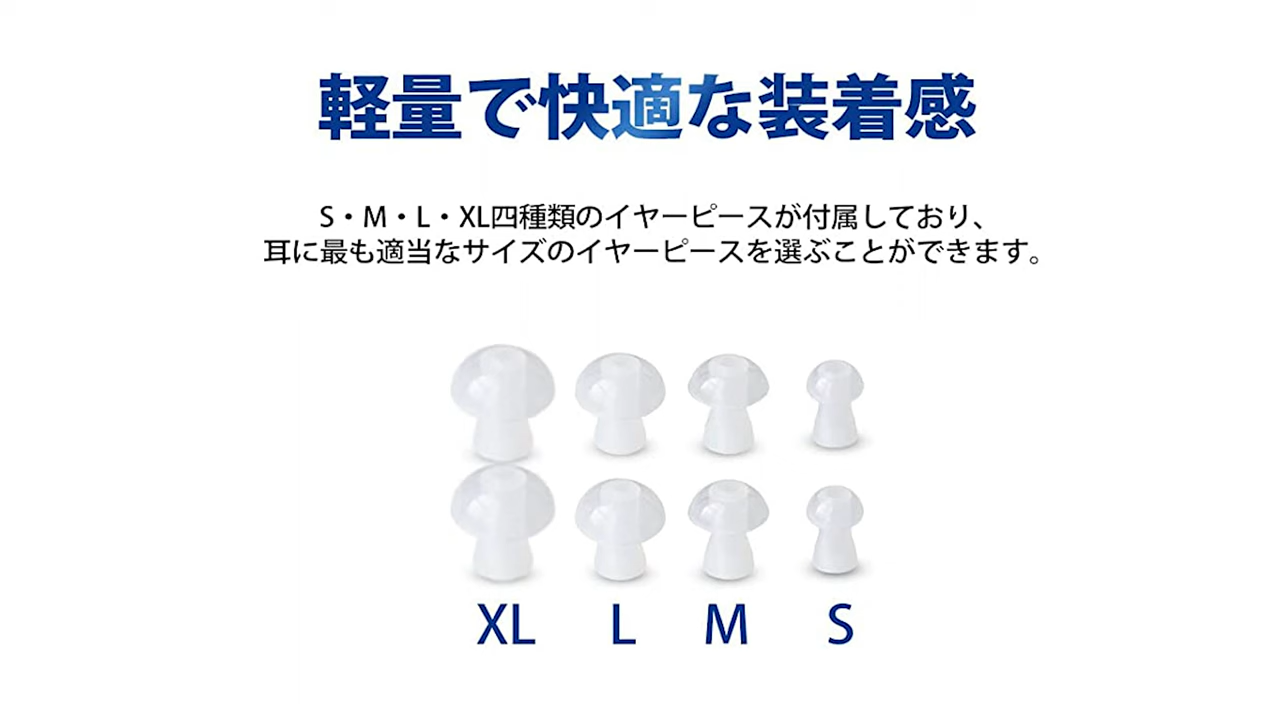 軽量で快適な装着感
S・M・L・XL四種類のイヤーピースが付属しており、
耳に最も適当なサイズのイヤーピースを選ぶことができます。
XL L M S